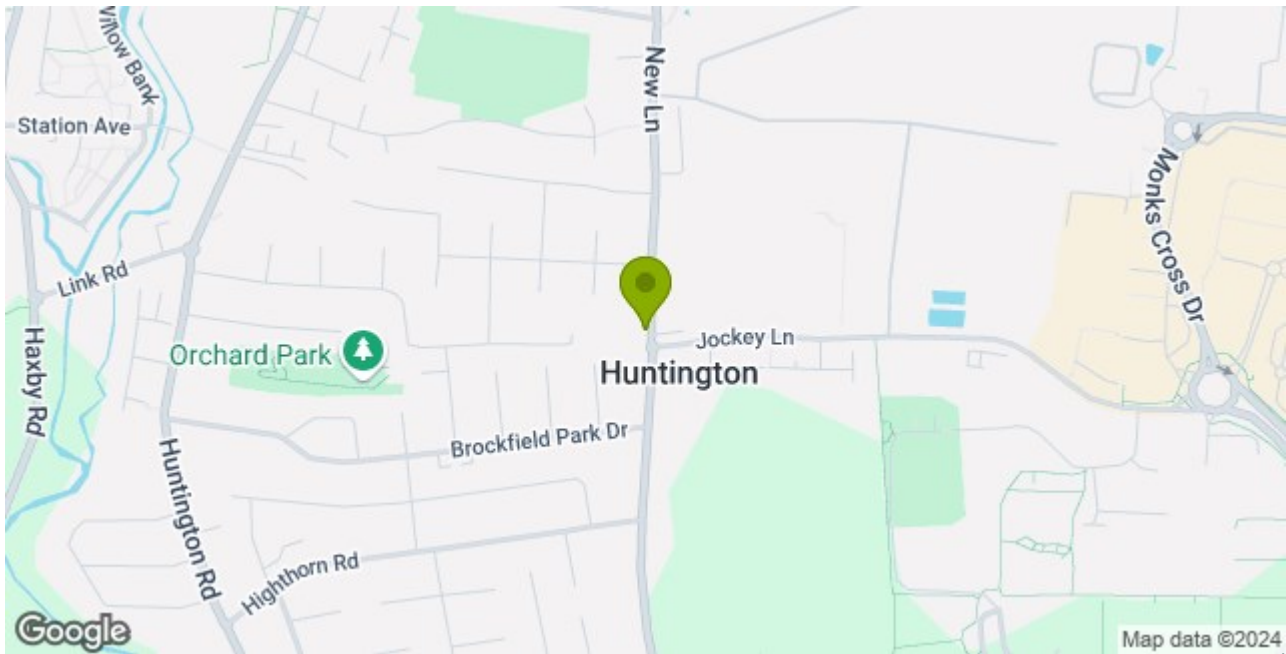 Willow Bank
Station Ave
New Ln
Monks Cross Dr
Link Rd
Haxby Rd
Orchard Park
Jockey Ln
Huntington
Brockfield Park Dr
Huntington Rd
Highthorn Rd
Google
Map data ©2024